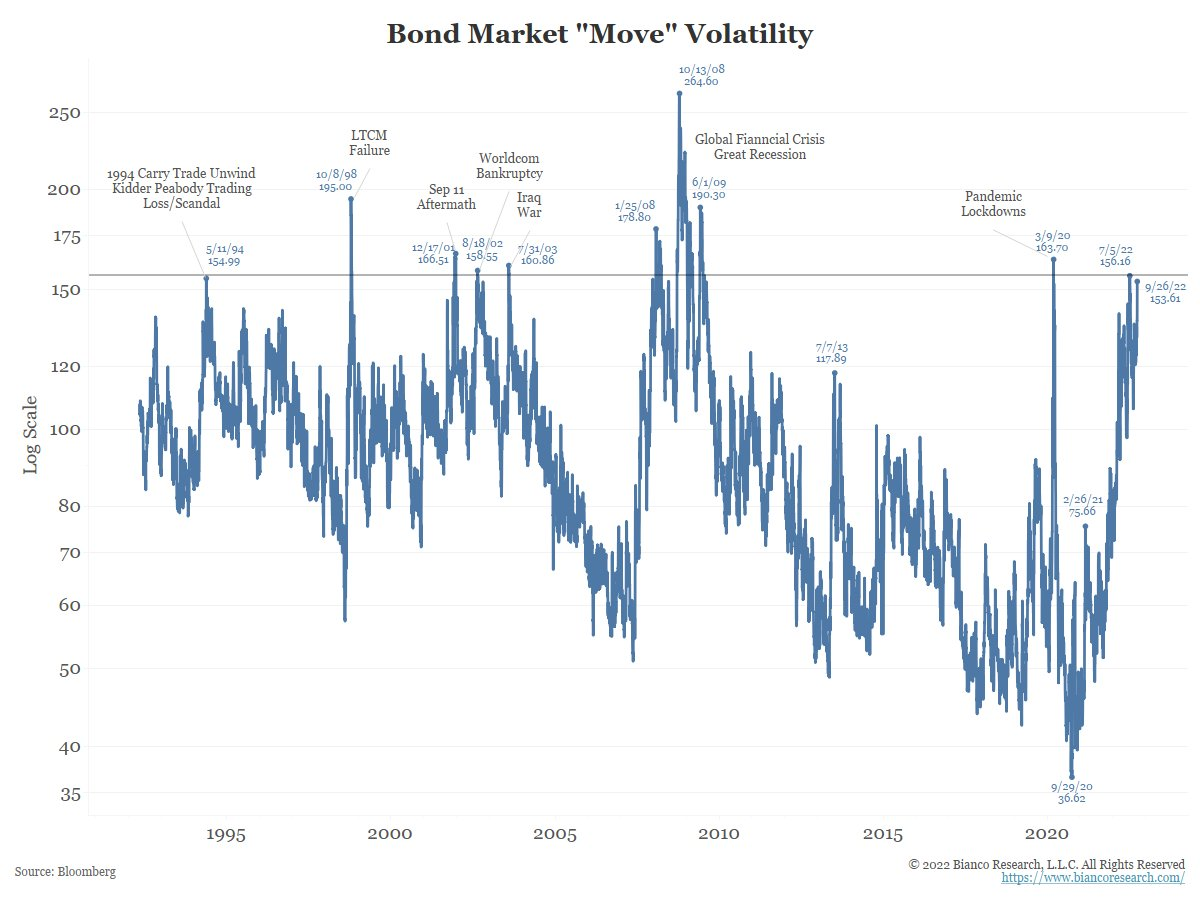 Bond Market "Move" Volatility
10/13/08
264.60
250
LTCM
Failure
Global Fianncial Crisis
Great Recession
Worldcom
Bankruptcy
1994 Carry Trade Unwind
Kidder Peabody Trading
Loss/Scandal
10/8/98
195.00
Sep 11
Aftermath
Iraq
War
6/1/09
190.30
200
Pandemic
Lockdowns
1/25/08
178.80
175
5/11/94
154.99
12/17/01
166.51
8/18/02
158.55
7/31/03
160.86
3/9/20
163.70
7/5/22
156.16
9/26/22
153.61
150
7/7/13
117.89
120
100
Log Scale
2/26/21
75.66
80
70
60
50
40
9/29/20
36.62
35
1995
2000
2005
2010
2015
2020
Source: Bloomberg
© 2022 Bianco Research, L.L.C. All Rights Reserved
https://www.biancoresearch.com/